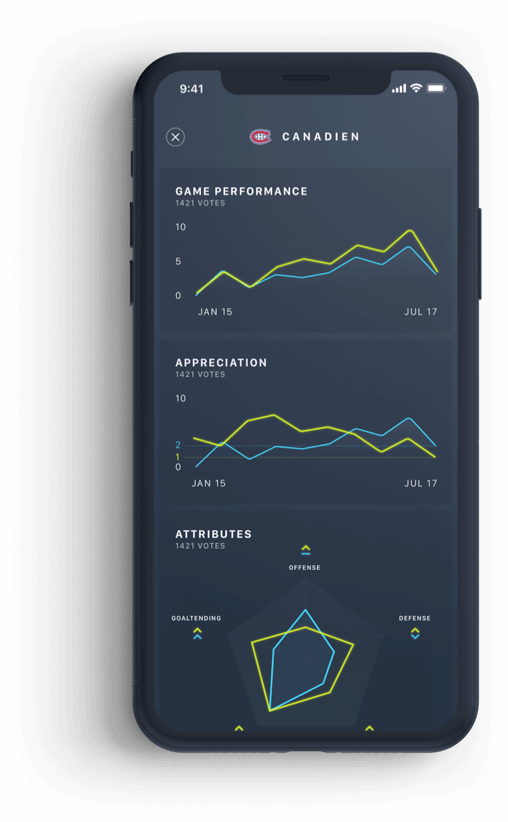 9:41
CANADIEN
GAME PERFORMANCE
1421 VOTES
10
5
0
JAN 15 JUL 17
APPRECIATION
1421 VOTES
10
2
1
0
JAN 15 JUL 17
ATTRIBUTES
1421 VOTES
OFFENSE
GOALTENDING DEFENSE